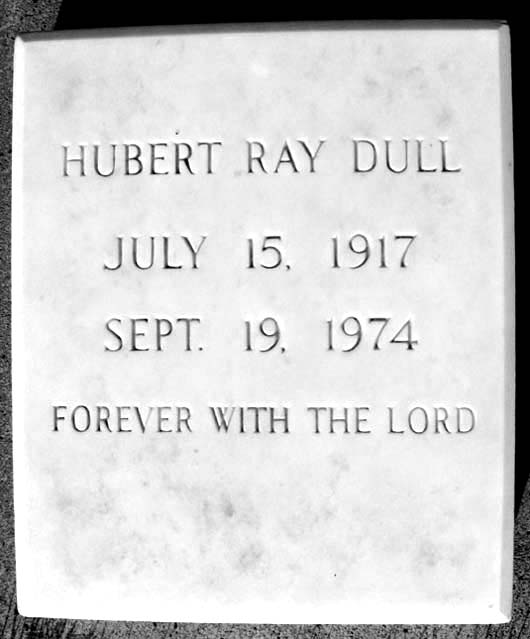 HUBERT RAY DULL
JULY 15, 1917
SEPT. 19, 1974
FOREVER WITH THE LORD